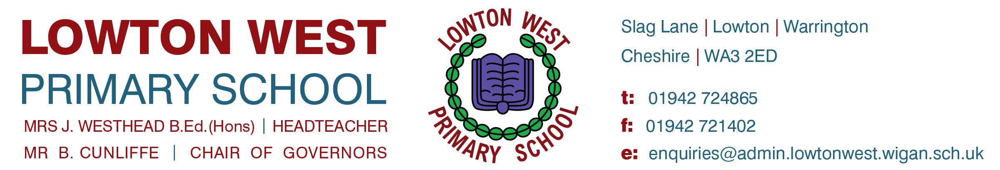 LOWTON WEST
PRIMARY SCHOOL
MRS J. WESTHEAD B.Ed.(Hons) | HEADTEACHER
MR B. CUNLIFFE | CHAIR OF GOVERNORS
LOWTON WEST
PRIMARY SCHOOL
Slag Lane | Lowton | Warrington
Cheshire | WA3 2ED
t: 01942 724865
f: 01942 721402
e: enquiries@admin.lowtonwest.wigan.sch.uk